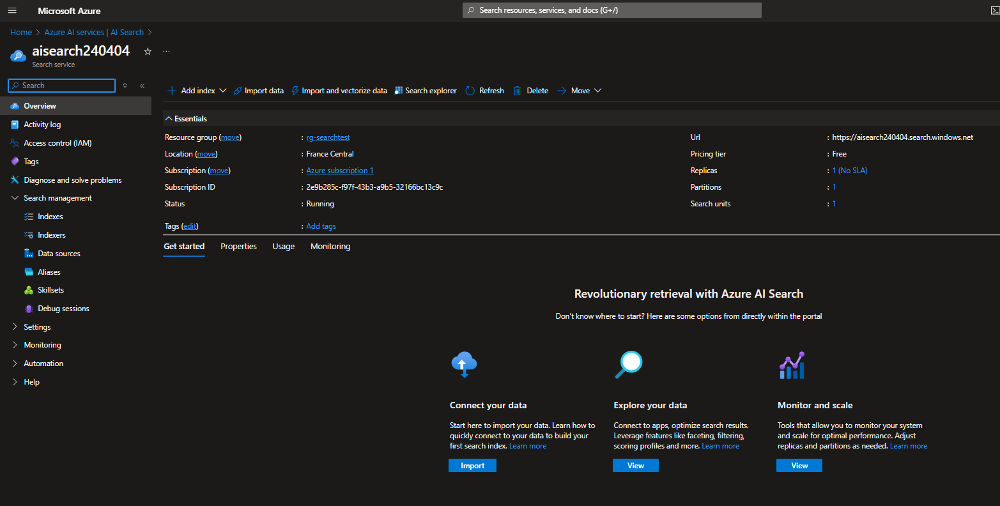 Microsoft Azure
Search resources, services, and docs (G+/)
Home > Azure AI services | AI Search >
aisearch240404
Search service
Search
Overview
Activity log
Access control (IAM)
Tags
Diagnose and solve problems
Search management
Indexes
Indexers
Data sources
Aliases
Skillsets
Debug sessions
Settings
Monitoring
Automation
Help
Add index Import data Import and vectorize data Search explorer Refresh Delete Move
Essentials
Resource group (move) : rg-searchtest
Location (move) : France Central
Subscription (move) : Azure subscription 1
Subscription ID : 2e9b285c-f97f-43b3-a9b5-32166bc13c9c
Status : Running
Tags (edit) : Add tags
Url : https://aisearch240404.search.windows.net
Pricing tier : Free
Replicas : 1 (No SLA)
Partitions : 1
Search units : 1
Get started Properties Usage Monitoring
Revolutionary retrieval with Azure AI Search
Don't know where to start? Here are some options from directly within the portal
Connect your data
Start here to import your data. Learn how to
quickly connect to your data to build your
first search index. Learn more
Import
Explore your data
Connect to apps, optimize search results.
Leverage features like faceting, filtering,
scoring profiles and more. Learn more
View
Monitor and scale
Tools that allow you to monitor your system
and scale for optimal performance. Adjust
replicas and partitions as needed. Learn more
View